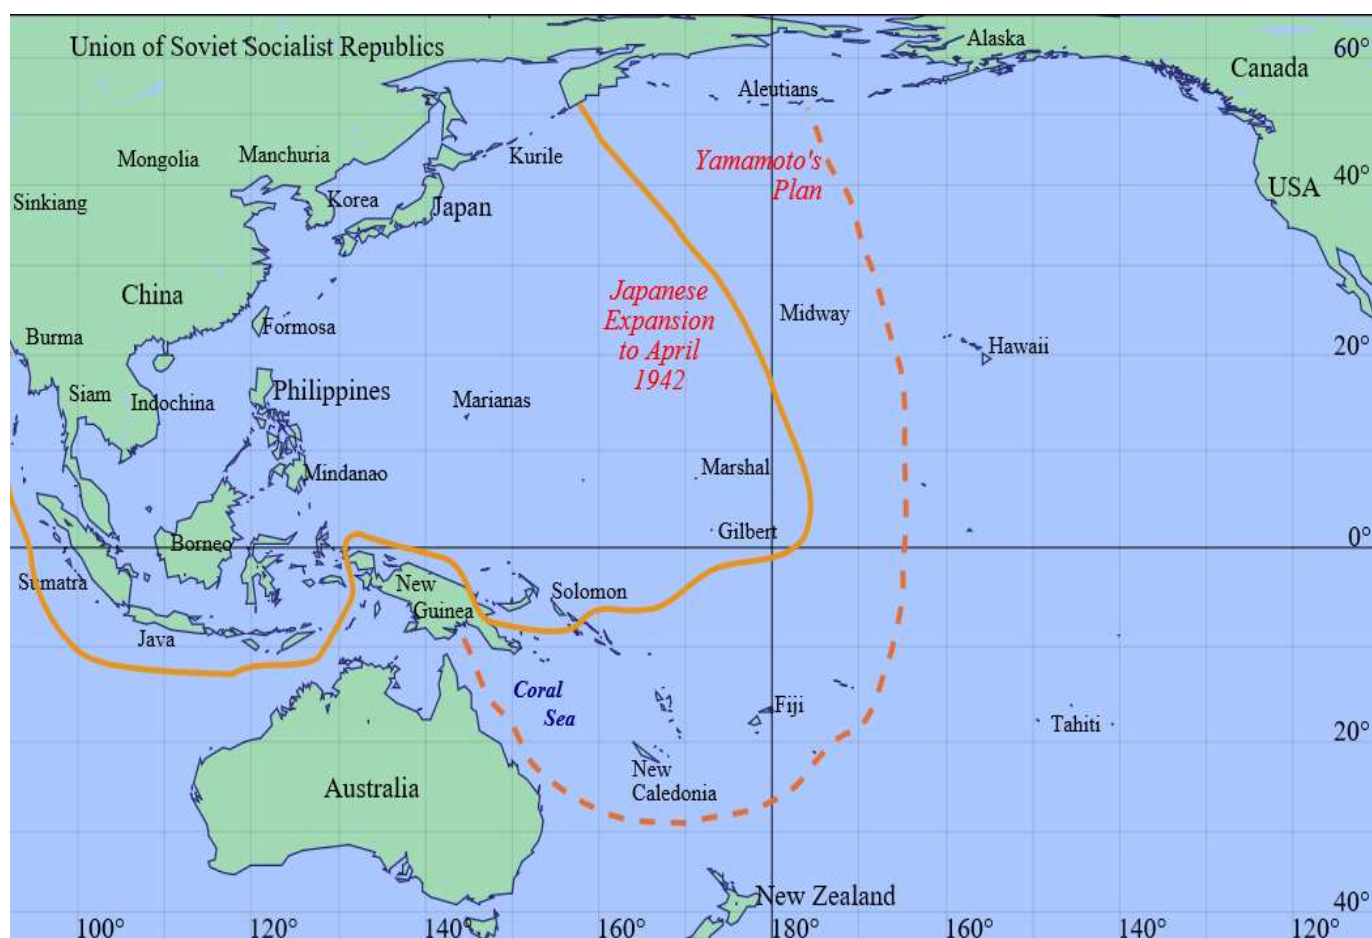 Union of Soviet Socialist Republics
Alaska
60°
Canada
Aleutians
Mongolia
Manchuria
Kurile
Yamamoto's
Plan
40°
USA
Sinkiang
Korea
Japan
China
Japanese
Expansion
to April
1942
Midway
Formosa
Burma
Hawaii
20°
Siam
Indochina
Philippines
Marianas
Mindanao
Marshal
Gilbert
0°
Borneo
Sumatra
New
Guinea
Solomon
Java
Coral
Sea
Fiji
Tahiti
20°
New
Caledonia
Australia
New Zealand
40°
100°
120°
140°
160°
180°
160°
140°
120°